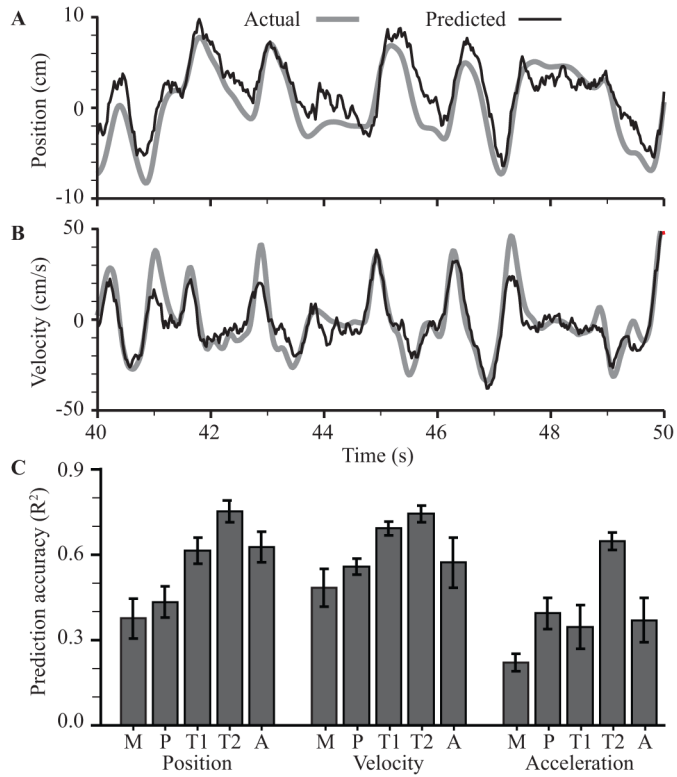 A
Actual
Predicted
10
0
-10
Position (cm)
B
50
0
-50
Velocity (cm/s)
40 42 44 46 48 50
Time (s)
C
0.9
0.6
0.3
0.0
Prediction accuracy (R²)
M P T1 T2 A M P T1 T2 A M P T1 T2 A
Position Velocity Acceleration